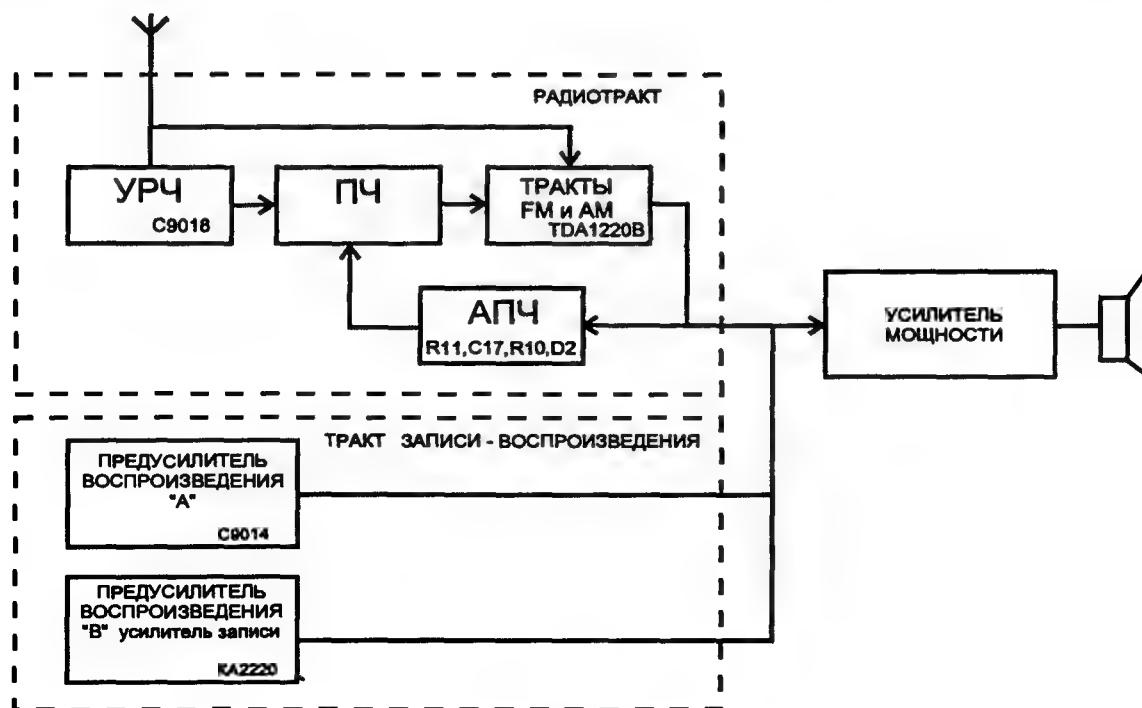 РАДИОТРАКТ
УРЧ
C9018
ПЧ
ТРАКТЫ
FM и AM
TDA1220B
АПЧ
R11,C17,R10,D2
УСИЛИТЕЛЬ
МОЩНОСТИ
ТРАКТ ЗАПИСИ - ВОСПРОИЗВЕДЕНИЯ
ПРЕДУСИЛИТЕЛЬ
ВОСПРОИЗВЕДЕНИЯ
"А"
C9014
ПРЕДУСИЛИТЕЛЬ
ВОСПРОИЗВЕДЕНИЯ
"В" усилитель записи
KA2220